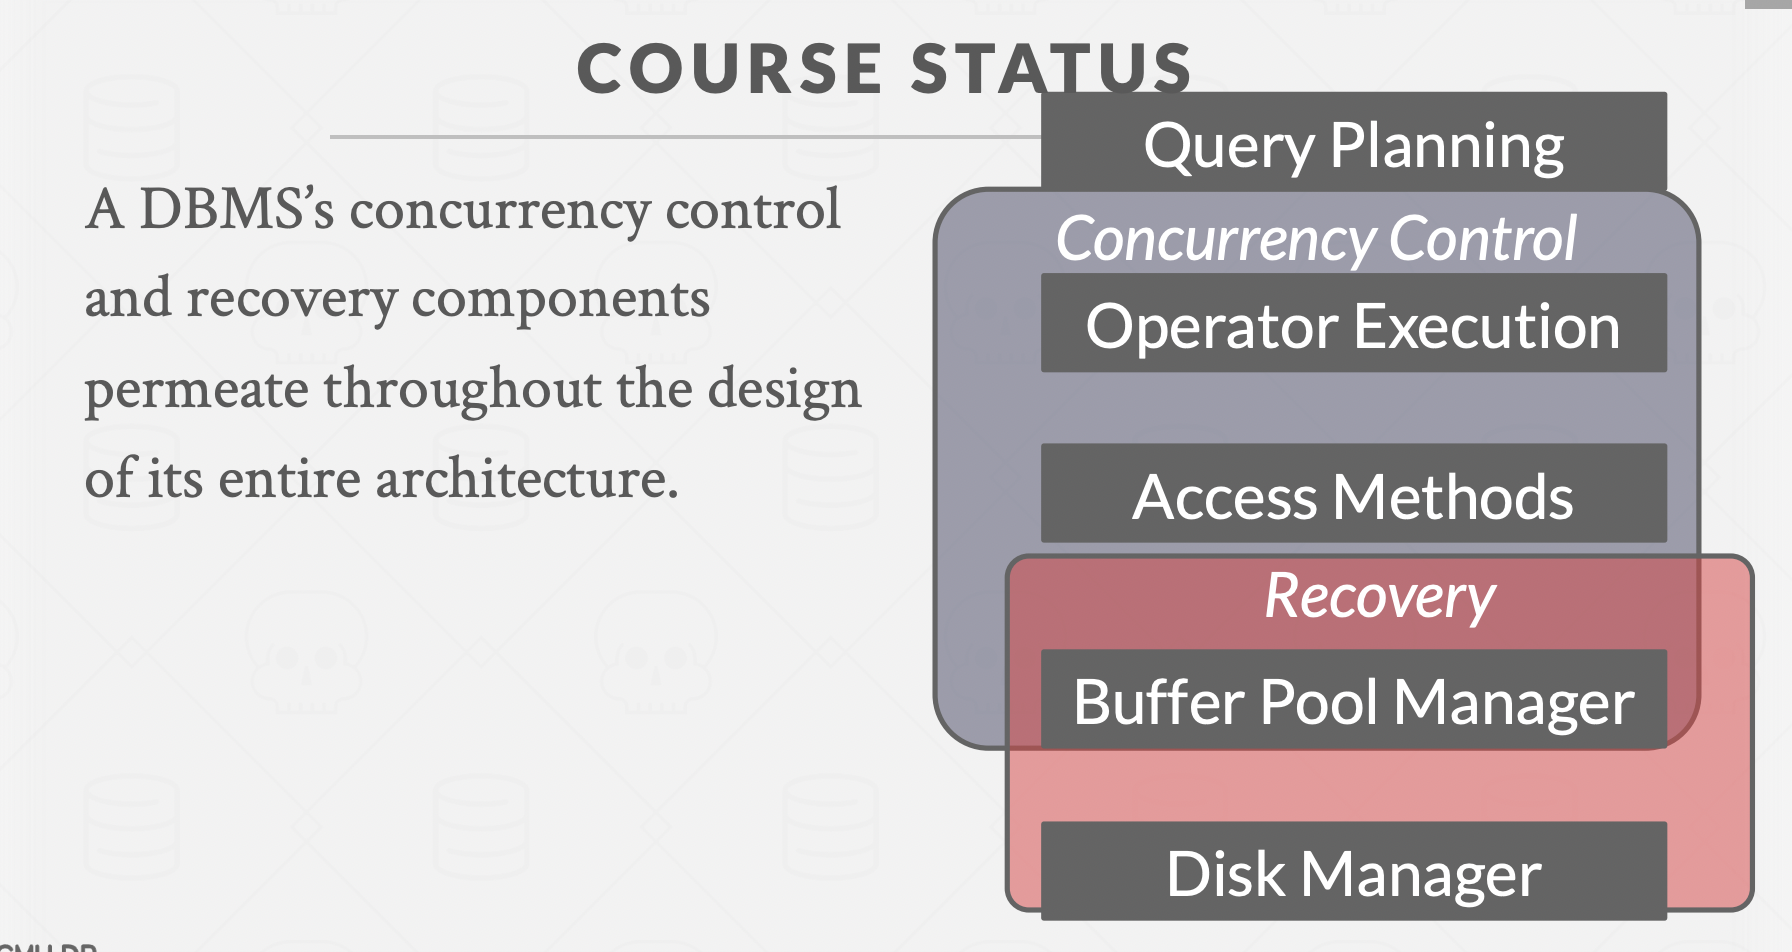 COURSE STATUS
A DBMS’s concurrency control
and recovery components
permeate throughout the design
of its entire architecture.
Query Planning
Concurrency Control
Operator Execution
Access Methods
Recovery
Buffer Pool Manager
Disk Manager